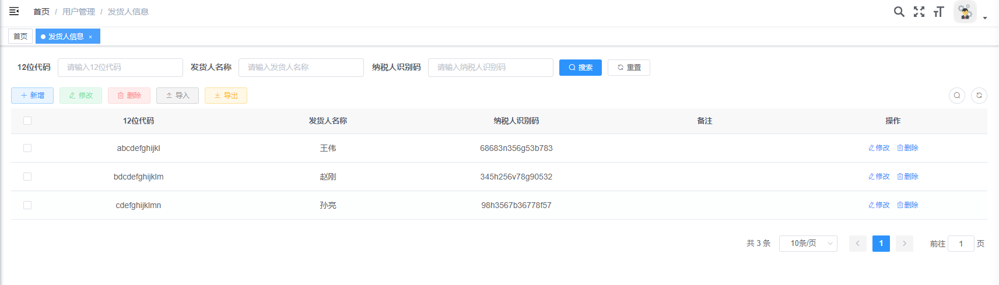 首页 / 用户管理 / 发货人信息
首页 发货人信息 ×
12位代码 请输入12位代码 发货人名称 请输入发货人名称 纳税人识别码 请输入纳税人识别码 搜索 重置
新增 修改 删除 导入 导出
12位代码 发货人名称 纳税人识别码 备注 操作
abcdefghijkl 王伟 68683n356g53b783 修改 删除
bdcdefghijklm 赵刚 345h256v78g90532 修改 删除
cdefghijklmn 孙亮 98h3567b36778f57 修改 删除
共 3 条 10条/页 1 前往 1 页